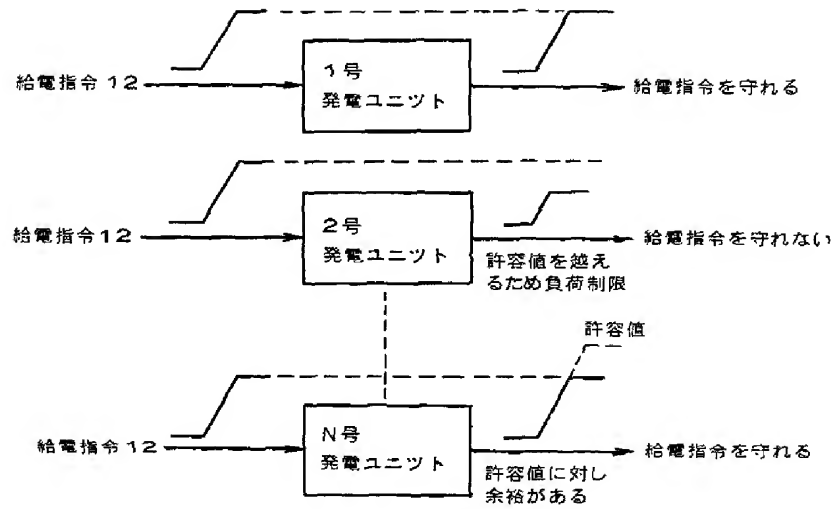 給電指令12
1号
発電ユニット
給電指令を守れる
給電指令12
2号
発電ユニット
給電指令を守れない
許容値を越え
るため負荷制限
許容値
給電指令12
N号
発電ユニット
給電指令を守れる
許容値に対し
余裕がある